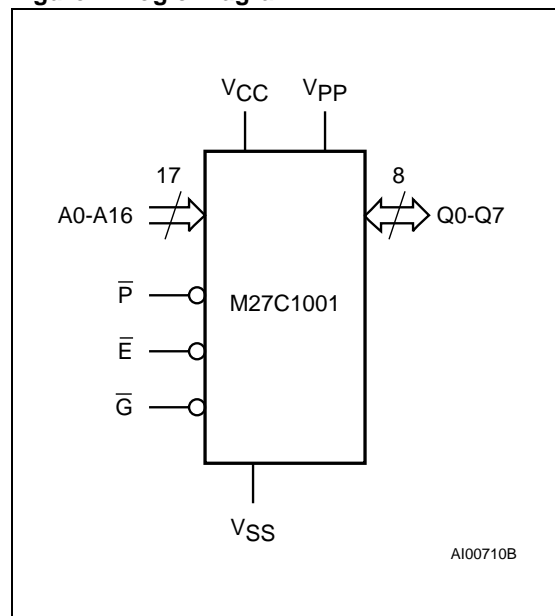 VCC VPP
17 8
A0-A16 Q0-Q7
P̅ M27C1001
E̅
G̅
VSS
AI00710B